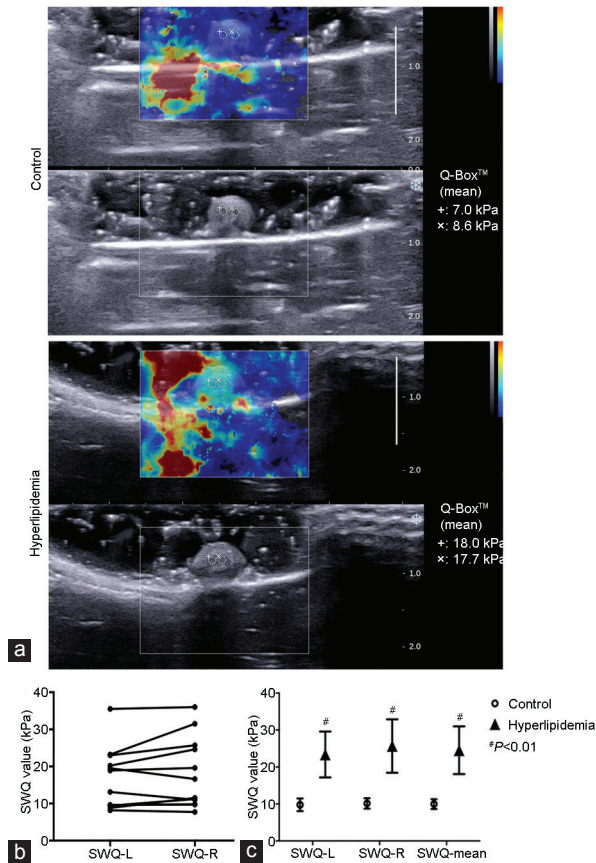 Control
1.0
2.0
Q-Box™
(mean)
+: 7.0 kPa
×: 8.6 kPa
1.0
2.0
Hyperlipidemia
1.0
2.0
Q-Box™
(mean)
+: 18.0 kPa
×: 17.7 kPa
1.0
2.0
a
SWQ value (kPa)
40
30
20
10
0
SWQ-L
SWQ-R
b
SWQ value (kPa)
40
30
20
10
0
#
#
#
SWQ-L
SWQ-R
SWQ-mean
c
Control
Hyperlipidemia
#P<0.01